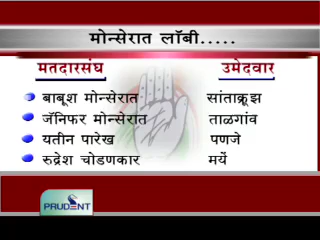 मोन्सेरात लॉबी.....
मतदारसंघ उमेदवार
बाबूश मोन्सेरात सांताक्रूझ
जॅनिफर मोन्सेरात ताळगांव
यतीन पारेख पणजे
रुद्रेश चोडणकार मयें
PRUDENT